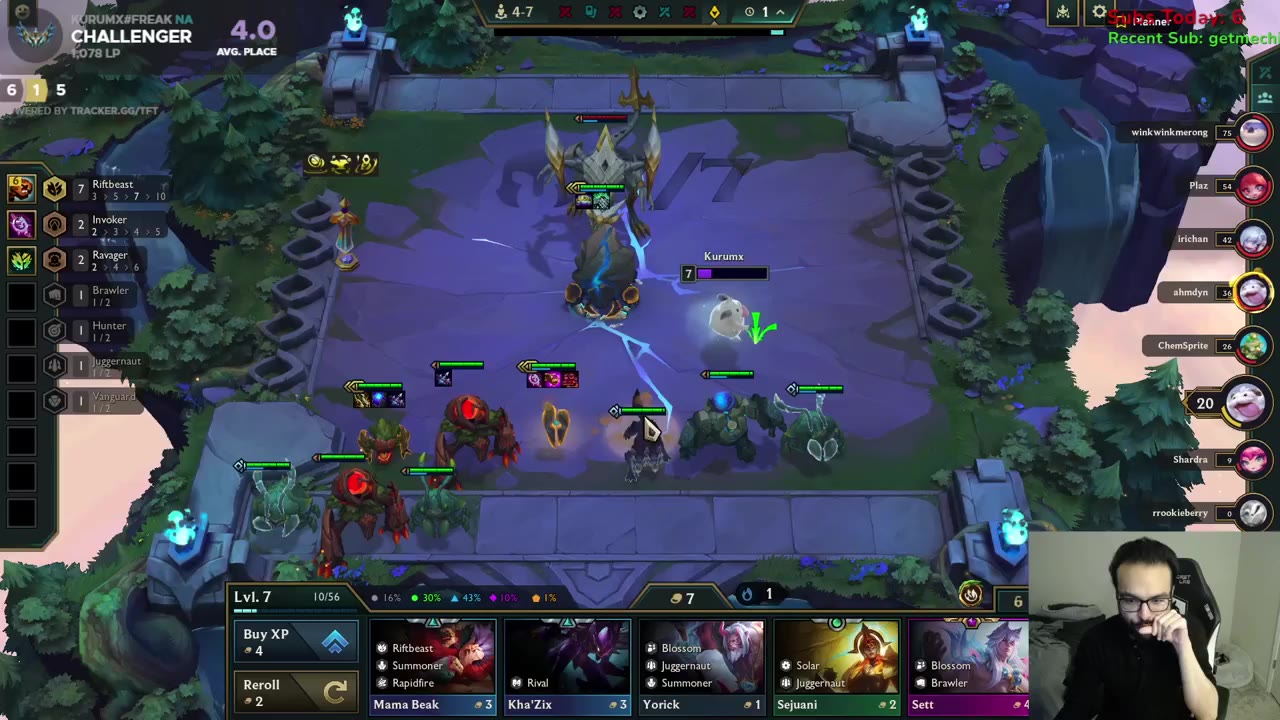 KURUMX#FREAK NA
CHALLENGER
1,078 LP
4.0
AVG. PLACE
6 1 5
POWERED BY TRACKER.GG/TFT
4-7
1
Planner
Subs Today: 6
Recent Sub: getmechi
7 Riftbeast
3 > 5 > 7 > 10
2 Invoker
2 > 3 > 4 > 5
2 Ravager
2 > 4 > 6
1 Brawler
1 / 2
1 Hunter
1 / 2
1 Juggernaut
1 / 2
1 Vanguard
1 / 2
Kurumx
7
winkwinkmerong 75
Plaz 54
irichan 42
ahmdyn 36
ChemSprite 26
20
Shardra 9
rrookieberry 0
Lvl. 7 10/56
16% 30% 43% 10% 1%
7
1
6
Buy XP
4
Reroll
2
Riftbeast
Summoner
Rapidfire
Mama Beak 3
Rival
Kha'Zix 3
Blossom
Juggernaut
Summoner
Yorick 1
Solar
Juggernaut
Sejuani 2
Blossom
Brawler
Sett 4